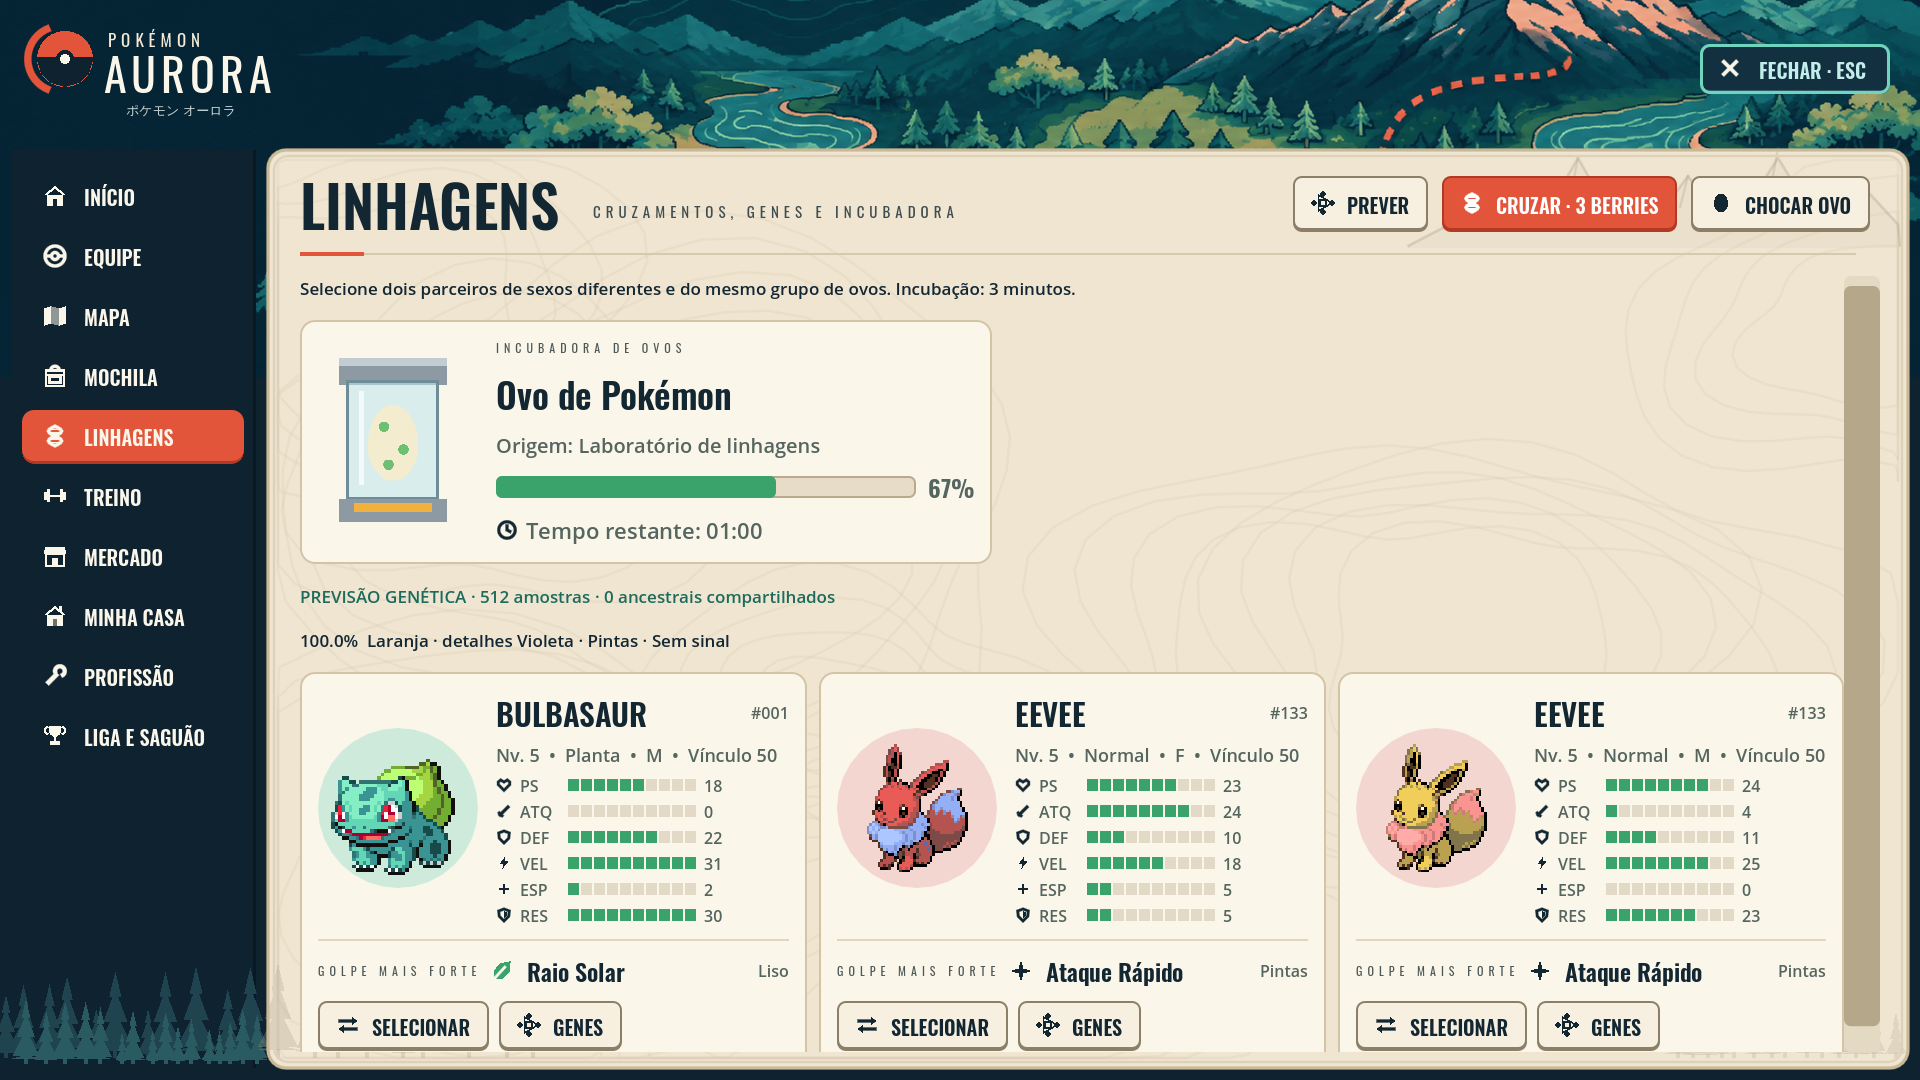 POKÉMON
AURORA
ポケモン オーロラ
FECHAR · ESC
INÍCIO
EQUIPE
MAPA
MOCHILA
LINHAGENS
TREINO
MERCADO
MINHA CASA
PROFISSÃO
LIGA E SAGUÃO
LINHAGENS
CRUZAMENTOS, GENES E INCUBADORA
PREVER
CRUZAR · 3 BERRIES
CHOCAR OVO
Selecione dois parceiros de sexos diferentes e do mesmo grupo de ovos. Incubação: 3 minutos.
INCUBADORA DE OVOS
Ovo de Pokémon
Origem: Laboratório de linhagens
67%
Tempo restante: 01:00
PREVISÃO GENÉTICA · 512 amostras · 0 ancestrais compartilhados
100.0% Laranja · detalhes Violeta · Pintas · Sem sinal
BULBASAUR #001
Nv. 5 • Planta • M • Vínculo 50
PS 18
ATQ 0
DEF 22
VEL 31
ESP 2
RES 30
GOLPE MAIS FORTE Raio Solar Liso
SELECIONAR GENES
EEVEE #133
Nv. 5 • Normal • F • Vínculo 50
PS 23
ATQ 24
DEF 10
VEL 18
ESP 5
RES 5
GOLPE MAIS FORTE Ataque Rápido Pintas
SELECIONAR GENES
EEVEE #133
Nv. 5 • Normal • M • Vínculo 50
PS 24
ATQ 4
DEF 11
VEL 25
ESP 0
RES 23
GOLPE MAIS FORTE Ataque Rápido Pintas
SELECIONAR GENES